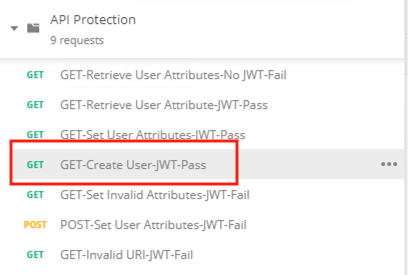 API Protection
9 requests
GET GET-Retrieve User Attributes-No JWT-Fail
GET GET-Retrieve User Attribute-JWT-Pass
GET GET-Set User Attributes-JWT-Pass
GET GET-Create User-JWT-Pass
GET GET-Set Invalid Attributes-JWT-Fail
POST POST-Set User Attributes-JWT-Fail
GET GET-Invalid URI-JWT-Fail